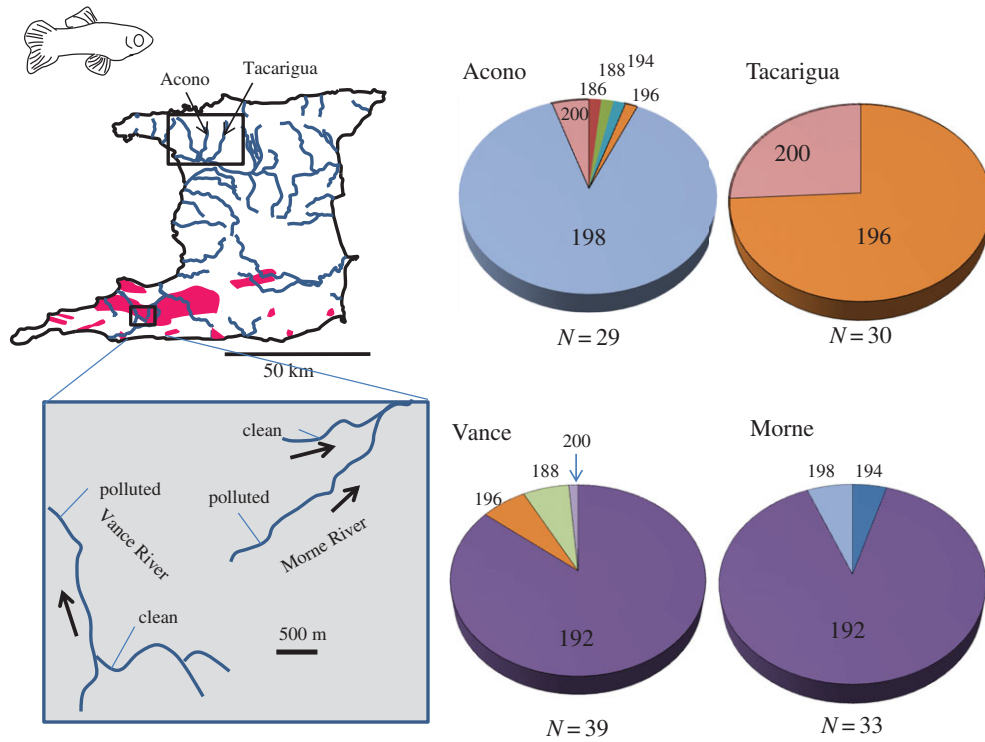 Acono
Tacarigua
50 km
clean
polluted
polluted
Vance River
Morne River
clean
500 m
Acono
186
188
194
196
200
198
N = 29
Tacarigua
200
196
N = 30
Vance
200
188
196
192
N = 39
Morne
198
194
192
N = 33